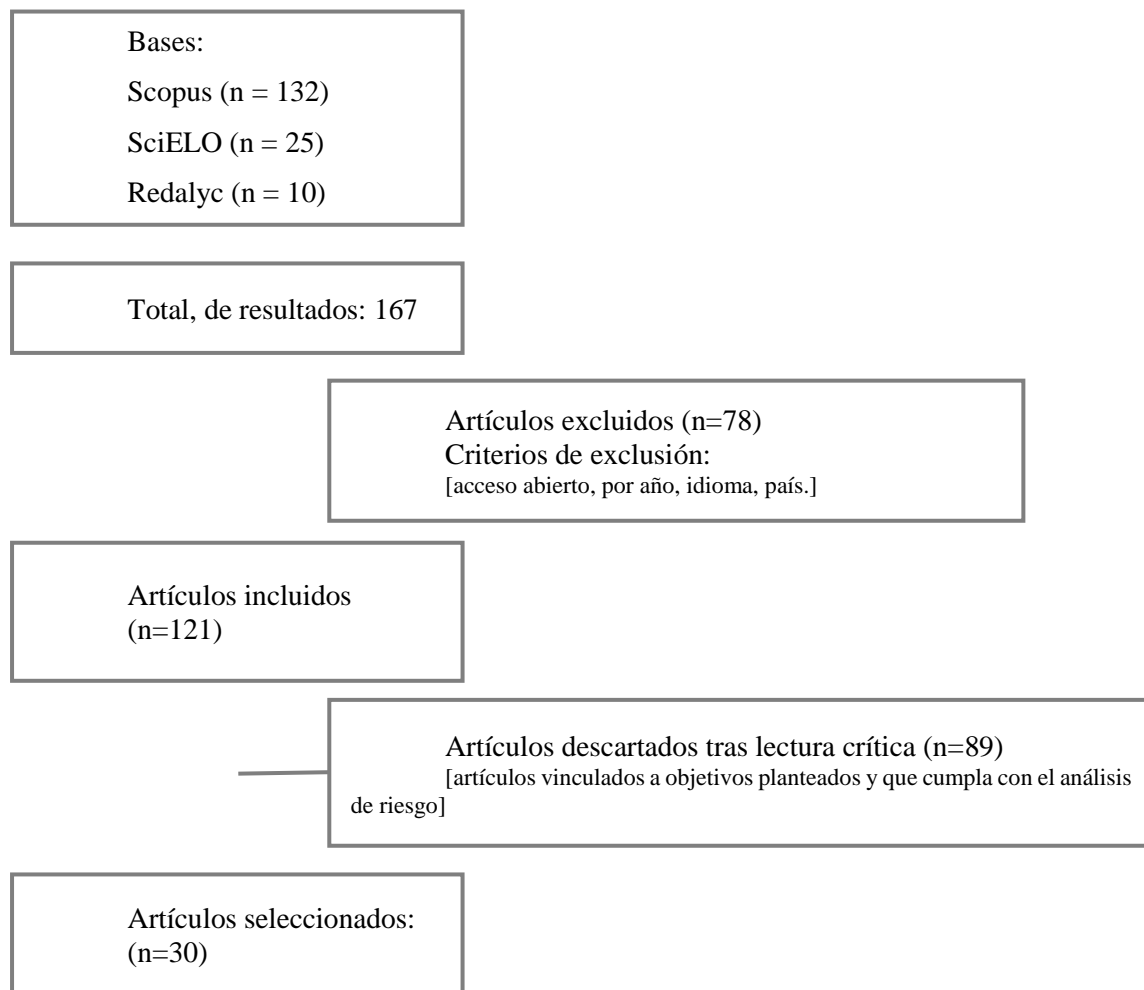 Bases:
Scopus (n = 132)
SciELO (n = 25)
Redalyc (n = 10)
Total, de resultados: 167
Artículos excluidos (n=78)
Criterios de exclusión:
[acceso abierto, por año, idioma, país.]
Artículos incluidos
(n=121)
Artículos descartados tras lectura crítica (n=89)
[artículos vinculados a objetivos planteados y que cumpla con el análisis
de riesgo]
Artículos seleccionados:
(n=30)